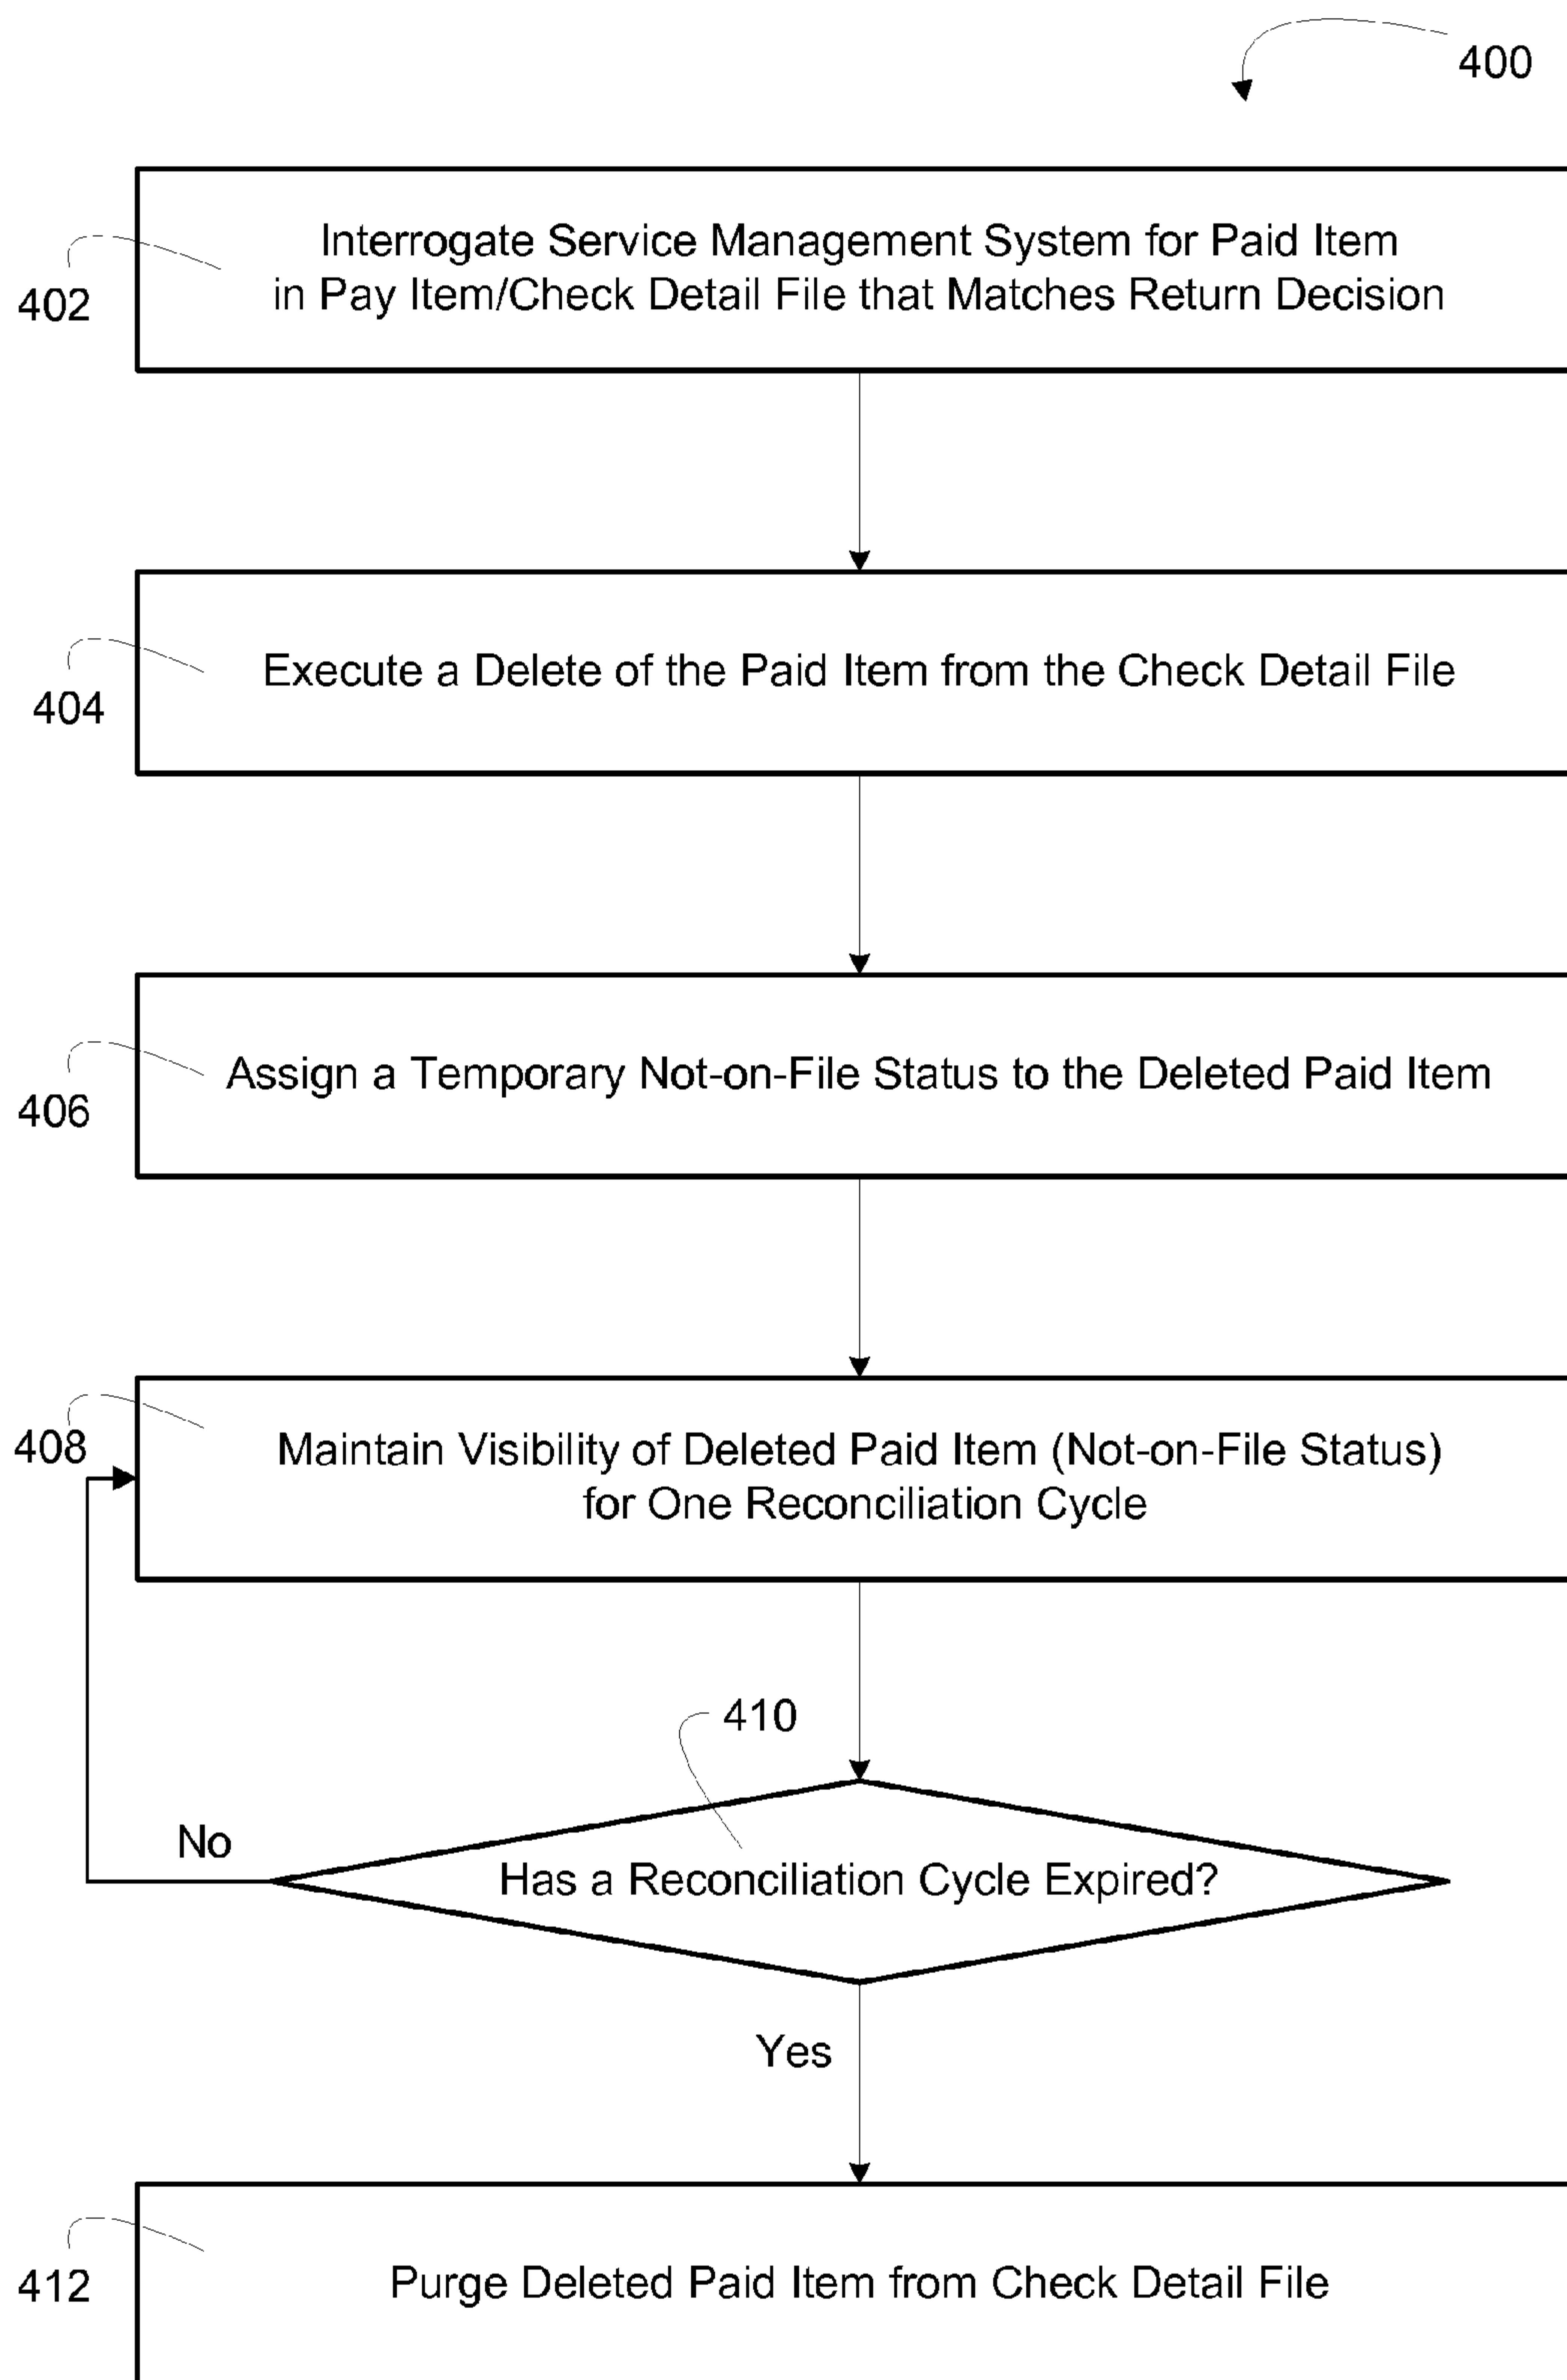 400
Interrogate Service Management System for Paid Item
in Pay Item/Check Detail File that Matches Return Decision
402
Execute a Delete of the Paid Item from the Check Detail File
404
Assign a Temporary Not-on-File Status to the Deleted Paid Item
406
408
Maintain Visibility of Deleted Paid Item (Not-on-File Status)
for One Reconciliation Cycle
410
No
Has a Reconciliation Cycle Expired?
Yes
412
Purge Deleted Paid Item from Check Detail File